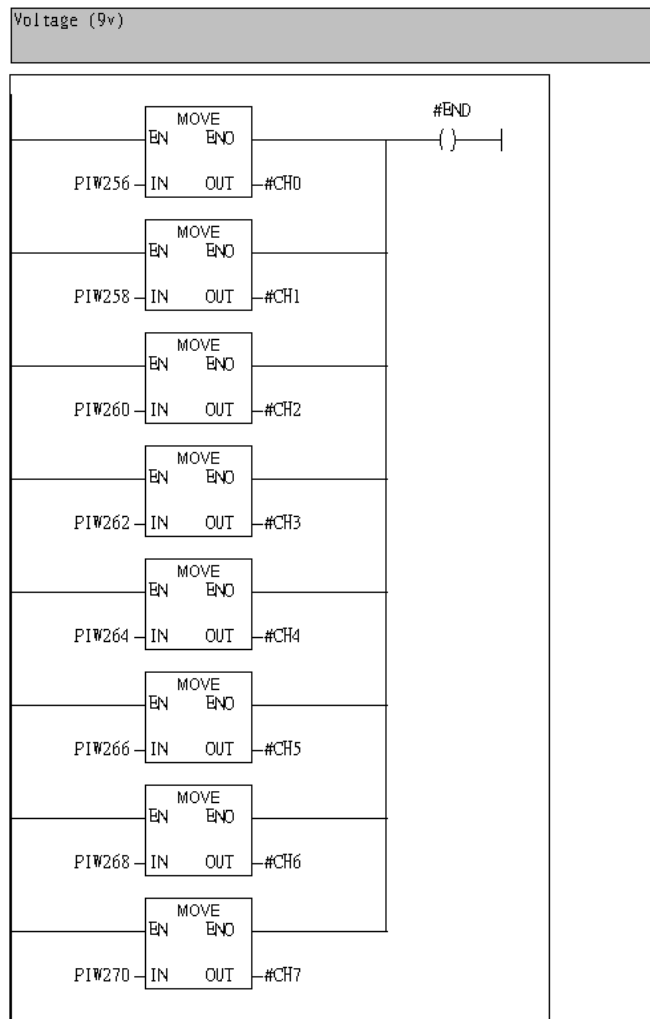 Voltage (9v)
#END
MOVE
EN ENO
PIW256 IN OUT #CH0
MOVE
EN ENO
PIW258 IN OUT #CH1
MOVE
EN ENO
PIW260 IN OUT #CH2
MOVE
EN ENO
PIW262 IN OUT #CH3
MOVE
EN ENO
PIW264 IN OUT #CH4
MOVE
EN ENO
PIW266 IN OUT #CH5
MOVE
EN ENO
PIW268 IN OUT #CH6
MOVE
EN ENO
PIW270 IN OUT #CH7